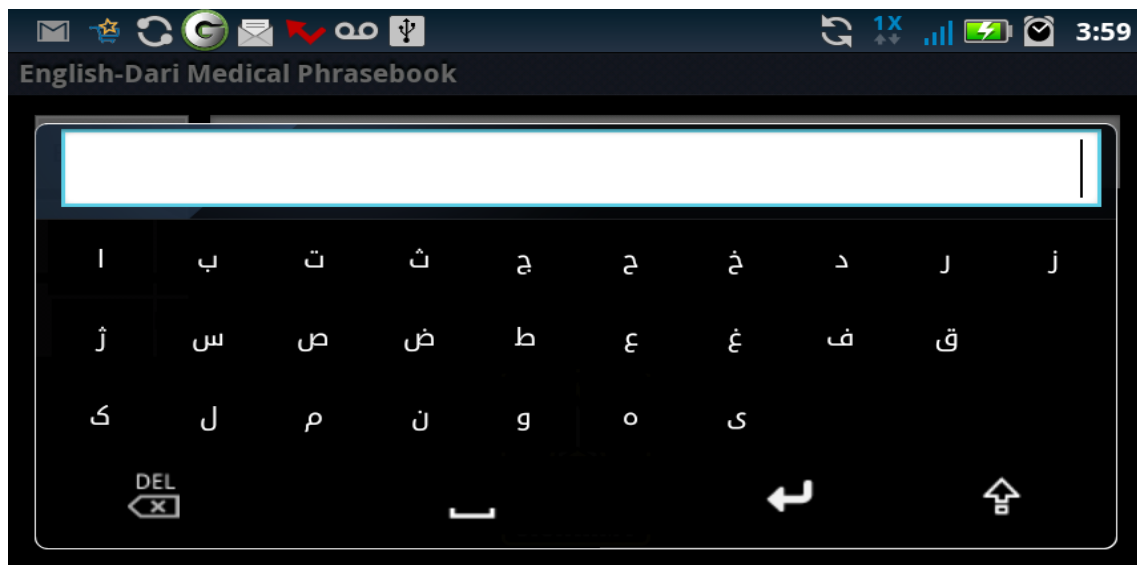 1X 3:59
English-Dari Medical Phrasebook
ا ب ت ث ج ح خ د ر ز
ژ س ص ض ط ع غ ف ق
ک ل م ن و ه ی
DEL